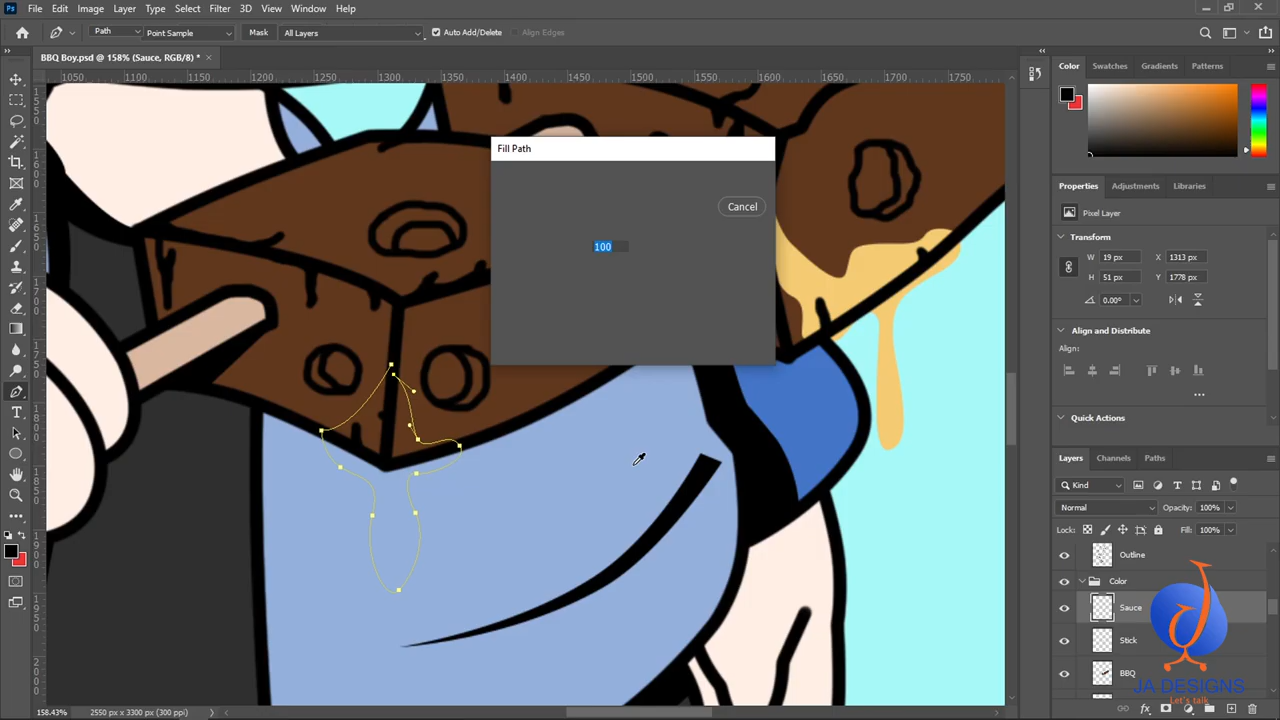 Ps File Edit Image Layer Type Select Filter 3D View Window Help
Path Point Sample Mask All Layers Auto Add/Delete Align Edges
BBQ Boy.psd @ 158% (Sauce, RGB/8) * ×
1050 1100 1150 1200 1250 1300 1350 1400 1450 1500 1550 1600 1650 1700 1750
Color Swatches Gradients Patterns
Fill Path
Cancel
100
Properties Adjustments Libraries
Pixel Layer
Transform
W 19 px X 1313 px
H 51 px Y 1778 px
0.00°
Align and Distribute
Align:
Quick Actions
Layers Channels Paths
Kind
Normal Opacity: 100%
Lock: Fill: 100%
Outline
Color
Sauce
Stick
BBQ
JA DESIGNS
Let's talk
158.43% 2550 px x 3300 px (300 ppi)